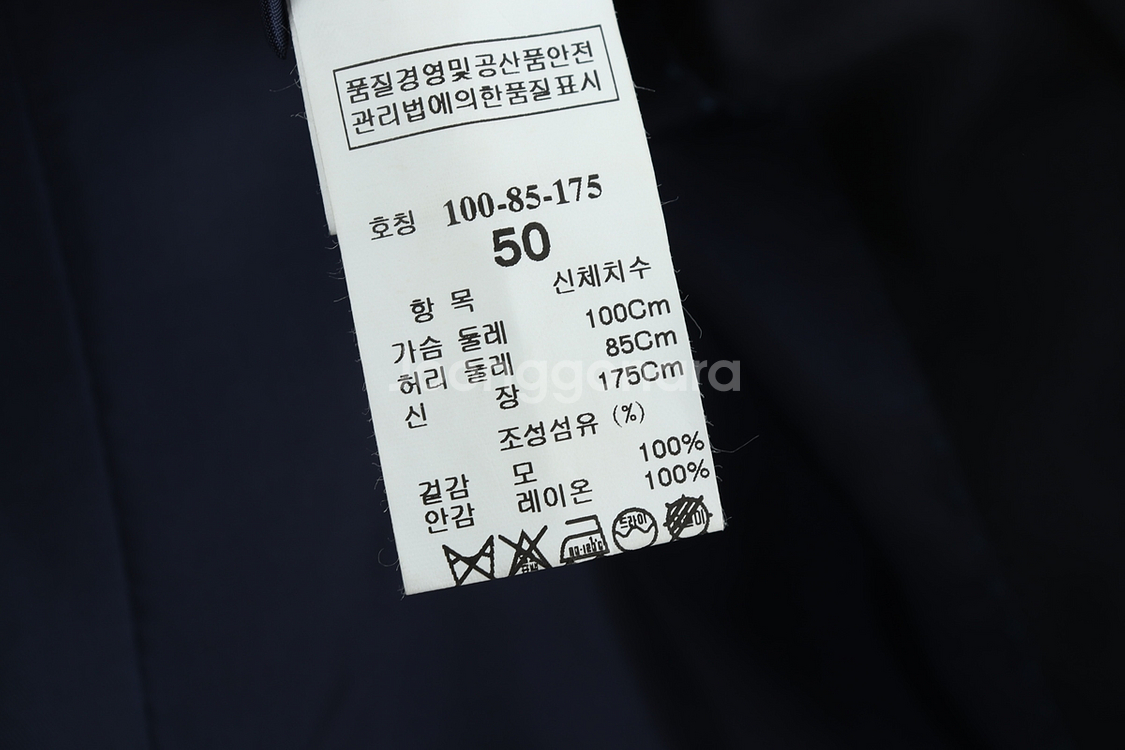 품질경영및공산품안전
관리법에의한품질표시
호칭 100-85-175
50
신체치수
항 목
가슴 둘레 100Cm
허리 둘레 85Cm
신 장 175Cm
조성섬유 (%)
겉감 모 100%
안감 레이온 100%
드라이